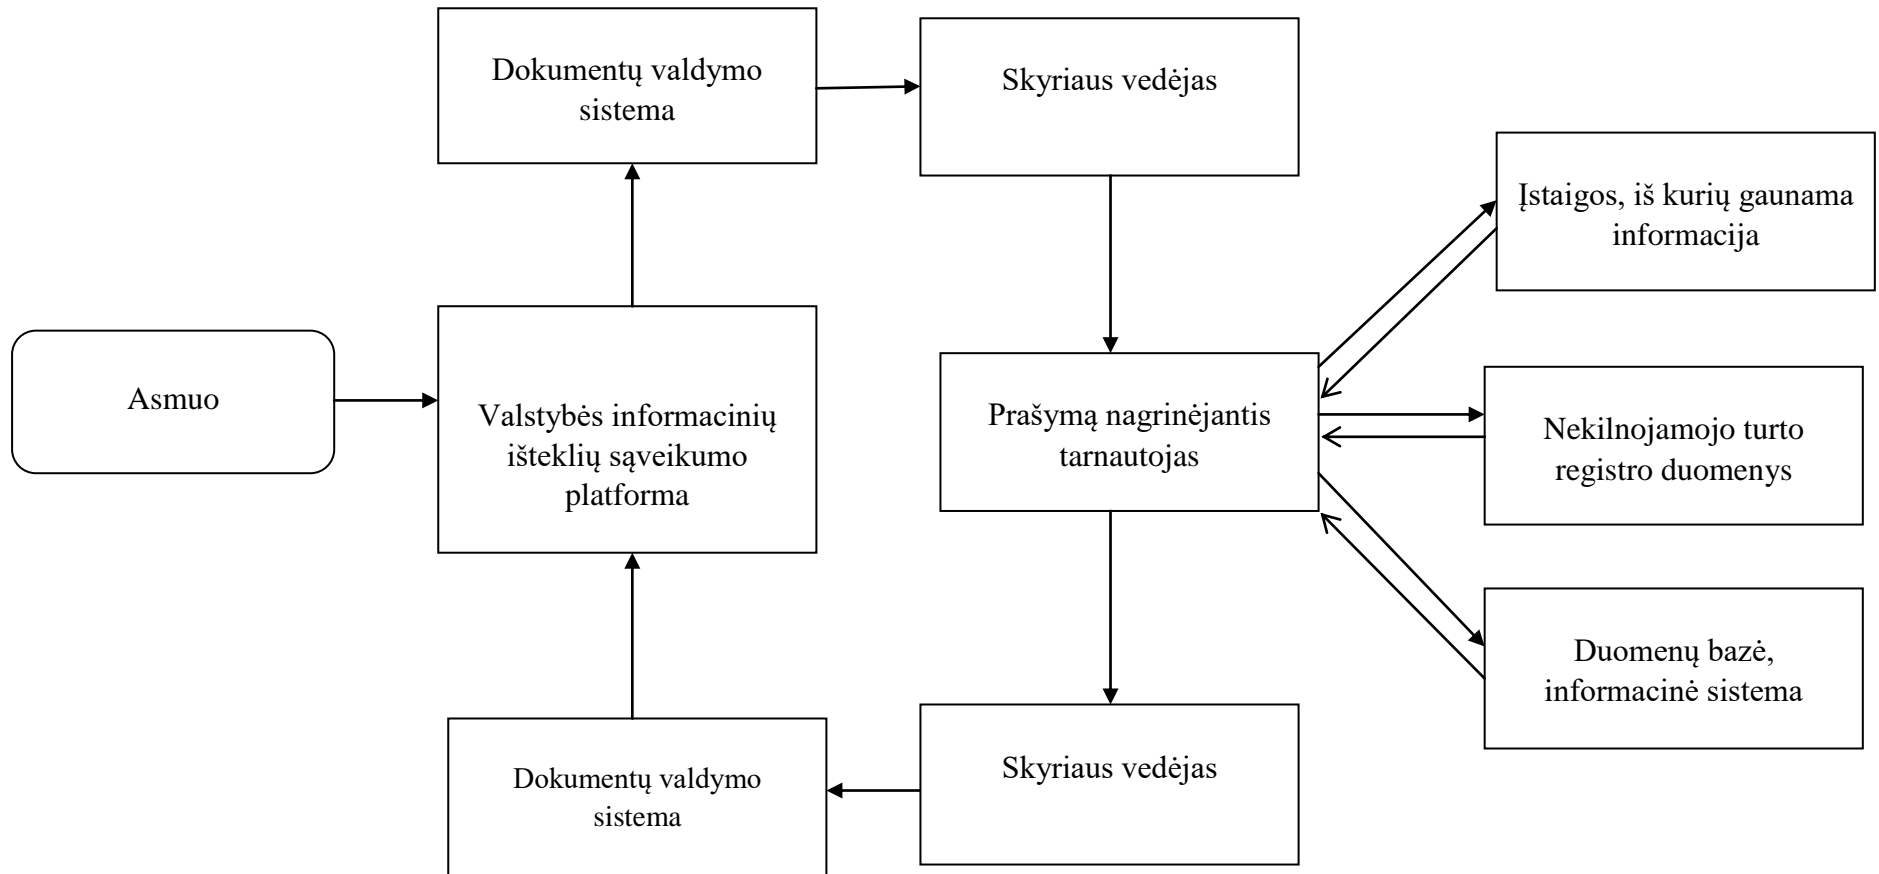 Dokumentų valdymo
sistema
Skyriaus vedėjas
Įstaigos, iš kurių gaunama
informacija
Asmuo
Valstybės informacinių
išteklių sąveikumo
platforma
Prašymą nagrinėjantis
tarnautojas
Nekilnojamojo turto
registro duomenys
Duomenų bazė,
informacinė sistema
Skyriaus vedėjas
Dokumentų valdymo
sistema